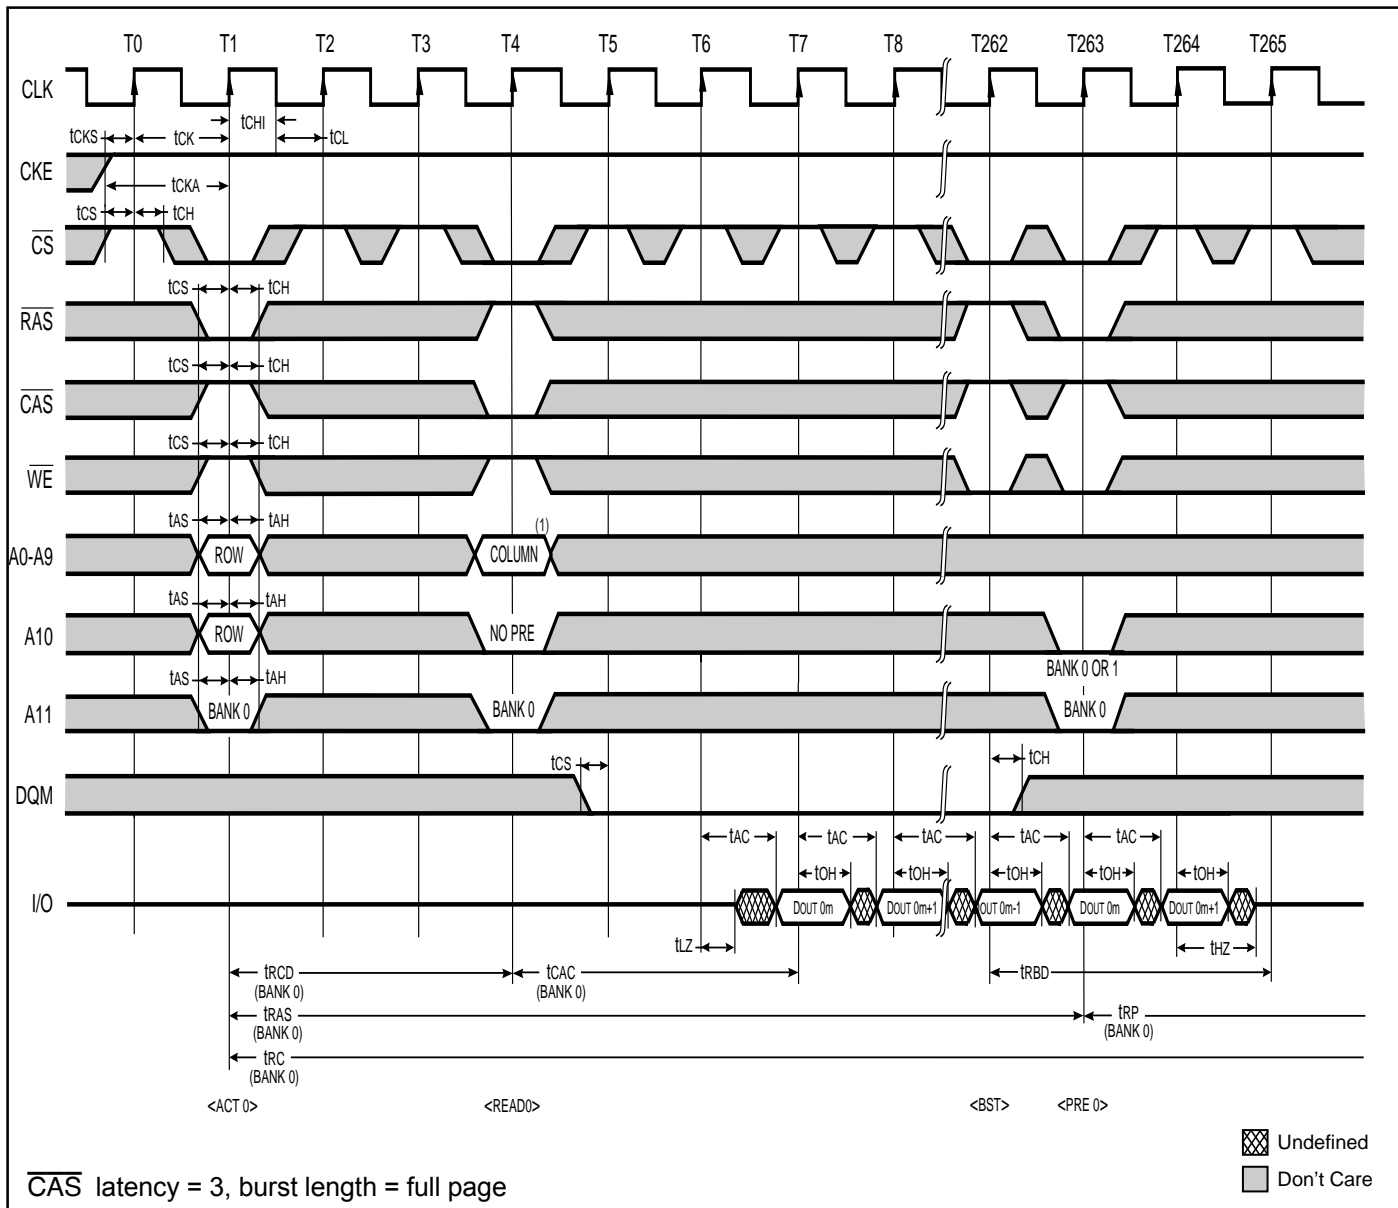 T0 T1 T2 T3 T4 T5 T6 T7 T8 T262 T263 T264 T265
CLK
tCHI
tCKS tCK tCL
CKE
tCKA
tCS tCH
CS
tCS tCH
RAS
tCS tCH
CAS
tCS tCH
WE
tAS tAH (1)
A0-A9 ROW COLUMN
tAS tAH
A10 ROW NO PRE
BANK 0 OR 1
tAS tAH
A11 BANK 0 BANK 0 BANK 0
tCS tCH
DQM
tAC tAC tAC tAC tAC
tOH tOH tOH tOH tOH
I/O DOUT 0m DOUT 0m+1 OUT 0m-1 DOUT 0m DOUT 0m+1
tLZ tHZ
tRCD tCAC tRBD
(BANK 0) (BANK 0)
tRAS tRP
(BANK 0) (BANK 0)
tRC
(BANK 0)
<ACT 0> <READ0> <BST> <PRE 0>
Undefined
Don't Care
CAS latency = 3, burst length = full page